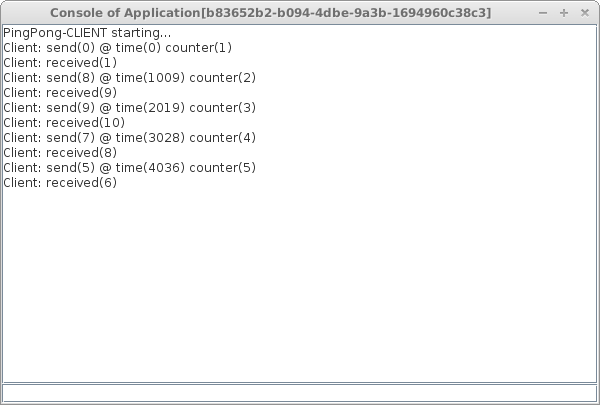 Console of Application[b83652b2-b094-4dbe-9a3b-1694960c38c3]
PingPong-CLIENT starting...
Client: send(0) @ time(0) counter(1)
Client: received(1)
Client: send(8) @ time(1009) counter(2)
Client: received(9)
Client: send(9) @ time(2019) counter(3)
Client: received(10)
Client: send(7) @ time(3028) counter(4)
Client: received(8)
Client: send(5) @ time(4036) counter(5)
Client: received(6)